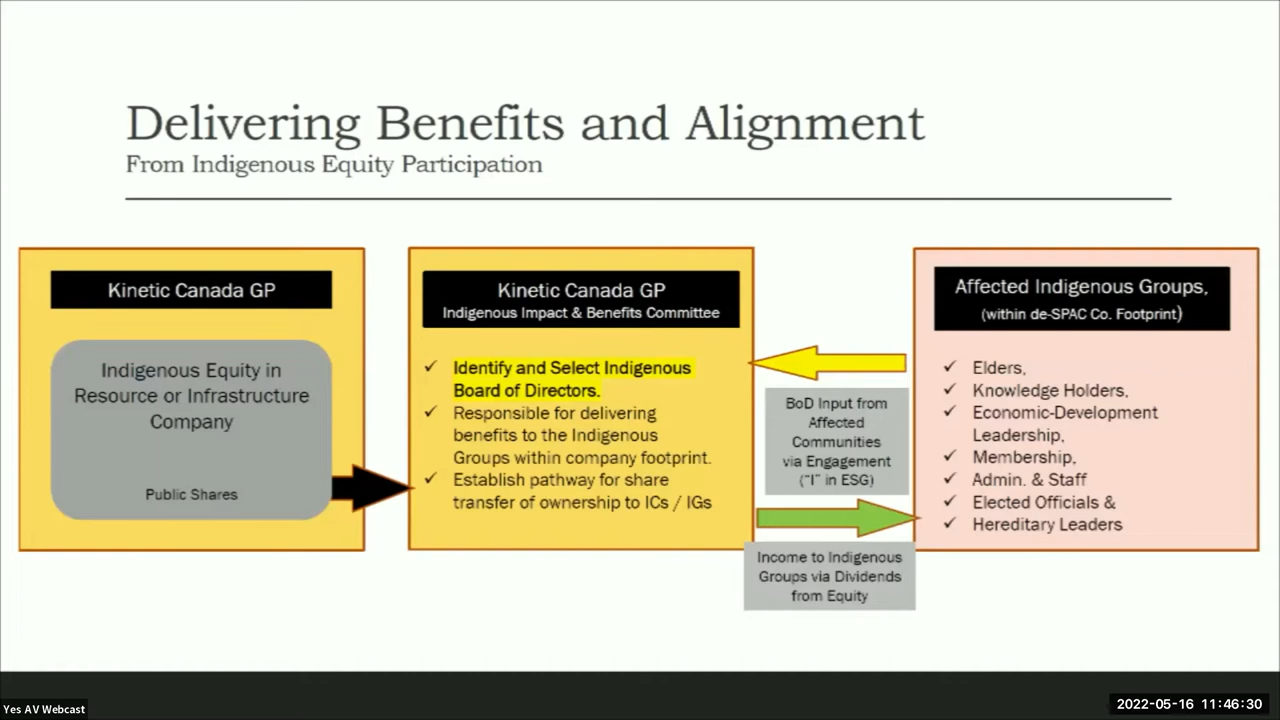 Delivering Benefits and Alignment
From Indigenous Equity Participation
Kinetic Canada GP
Indigenous Equity in
Resource or Infrastructure
Company
Public Shares
Kinetic Canada GP
Indigenous Impact & Benefits Committee
✓ Identify and Select Indigenous
Board of Directors.
✓ Responsible for delivering
benefits to the Indigenous
Groups within company footprint.
✓ Establish pathway for share
transfer of ownership to ICs / IGs
BoD Input from
Affected
Communities
via Engagement
("I" in ESG)
Income to Indigenous
Groups via Dividends
from Equity
Affected Indigenous Groups,
(within de-SPAC Co. Footprint)
✓ Elders,
✓ Knowledge Holders,
✓ Economic-Development
Leadership,
✓ Membership,
✓ Admin. & Staff
✓ Elected Officials &
✓ Hereditary Leaders
Yes AV Webcast
2022-05-16 11:46:30